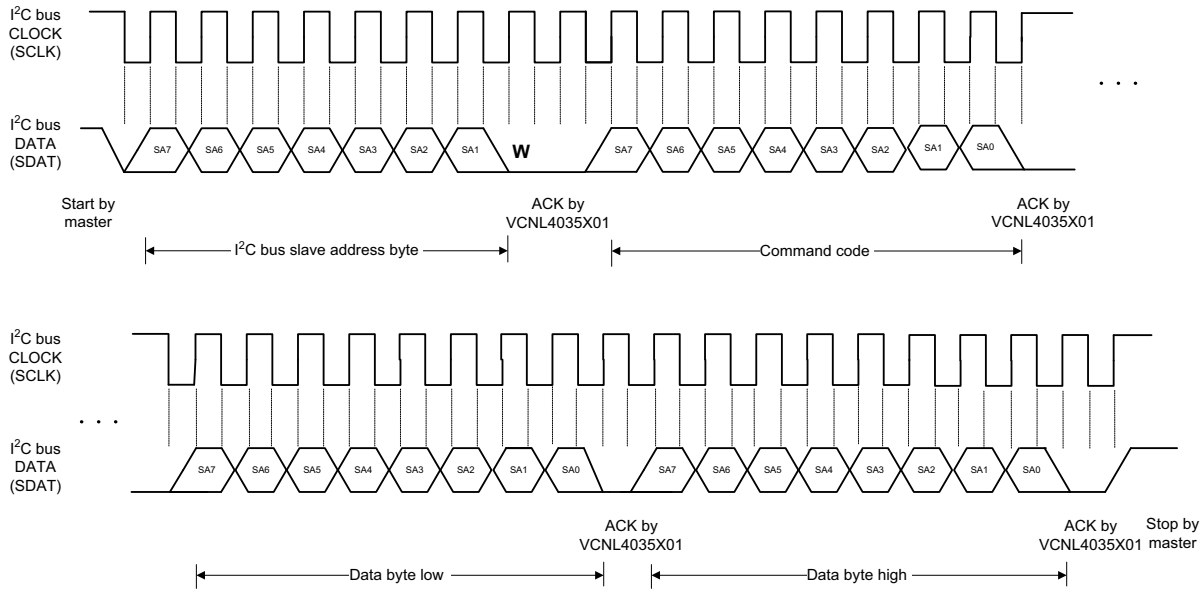 I²C bus
CLOCK
(SCLK)
. . .
I²C bus
DATA
(SDAT)
SA7 SA6 SA5 SA4 SA3 SA2 SA1 W SA7 SA6 SA5 SA4 SA3 SA2 SA1 SA0
Start by
master
ACK by
VCNL4035X01
ACK by
VCNL4035X01
I²C bus slave address byte
Command code
I²C bus
CLOCK
(SCLK)
. . .
I²C bus
DATA
(SDAT)
SA7 SA6 SA5 SA4 SA3 SA2 SA1 SA0 SA7 SA6 SA5 SA4 SA3 SA2 SA1 SA0
ACK by
VCNL4035X01
ACK by
VCNL4035X01
Stop by
master
Data byte low
Data byte high